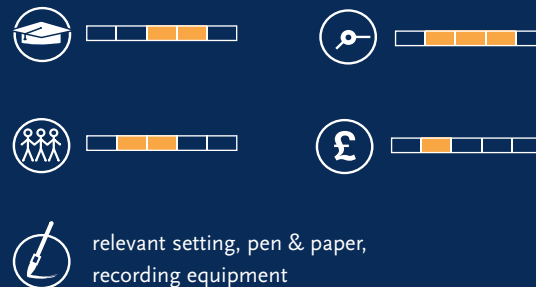 £
relevant setting, pen & paper,
recording equipment